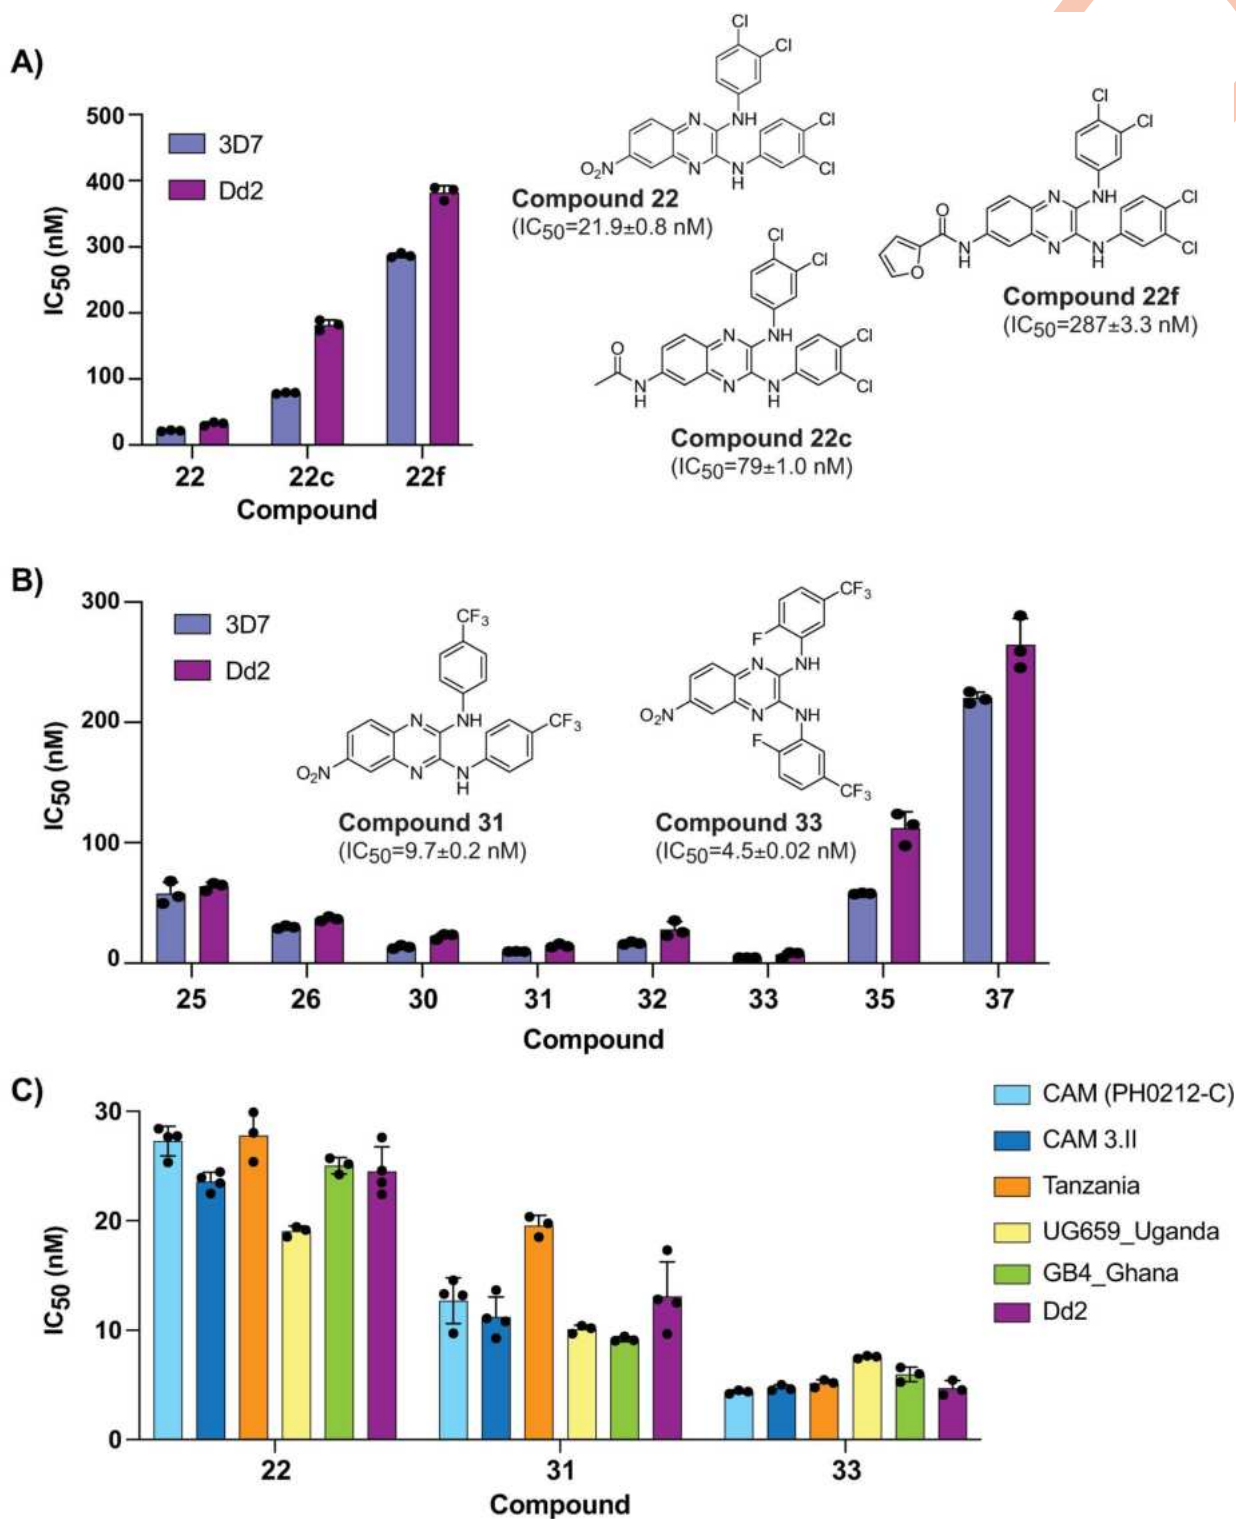 A)
500
400
300
200
100
0
IC50 (nM)
3D7
Dd2
22
22c
22f
Compound
Cl
Cl
N
NH
Cl
N
N
H
Cl
O2N
Compound 22
(IC50=21.9±0.8 nM)
Cl
Cl
N
NH
Cl
O
N
N
H
Cl
N
H
O
Compound 22f
(IC50=287±3.3 nM)
Cl
Cl
N
NH
Cl
O
N
N
H
Cl
N
H
Compound 22c
(IC50=79±1.0 nM)
B)
300
200
100
0
IC50 (nM)
3D7
Dd2
CF3
N
NH
CF3
O2N
N
N
H
Compound 31
(IC50=9.7±0.2 nM)
CF3
F
N
NH
O2N
N
NH
F
CF3
Compound 33
(IC50=4.5±0.02 nM)
25
26
30
31
32
33
35
37
Compound
C)
30
20
10
0
IC50 (nM)
CAM (PH0212-C)
CAM 3.II
Tanzania
UG659_Uganda
GB4_Ghana
Dd2
22
31
33
Compound